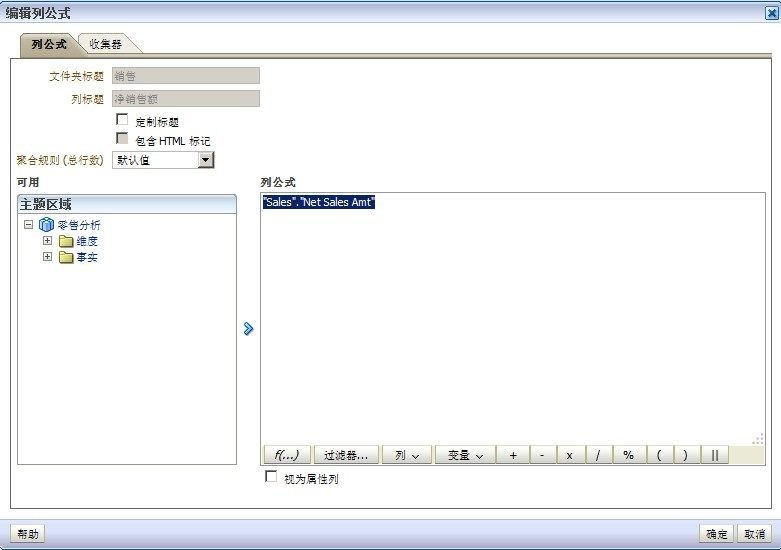 编辑列公式
列公式 收集器
文件夹标题 销售
列标题 净销售额
定制标题
包含 HTML 标记
聚合规则 (总行数) 默认值
可用
主题区域
零售分析
维度
事实
列公式
"Sales"."Net Sales Amt"
f(...) 过滤器... 列 变量 + - x / % ( ) ||
视为属性列
帮助 确定 取消